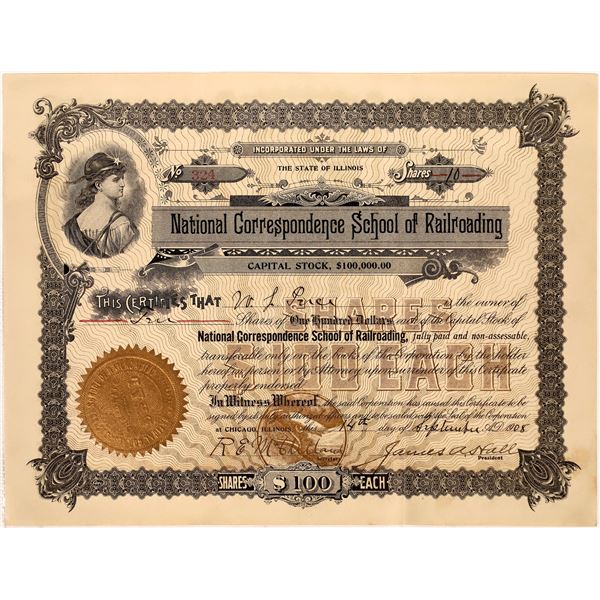 INCORPORATED UNDER THE LAWS OF
THE STATE OF ILLINOIS
No 324
Shares 10
National Correspondence School of Railroading
CAPITAL STOCK, $100,000.00
THIS CERTIFIES THAT W. L. is the owner of
Shares of One Hundred Dollars each of the Capital Stock of
National Correspondence School of Railroading, fully paid and non-assessable,
transferable only on the books of the Corporation by the holder
hereof in person or by Attorney upon surrender of this Certificate
properly endorsed
In Witness Whereof, the said Corporation has caused this Certificate to be
signed by its duly authorized officers and to be sealed with the Seal of the Corporation
at CHICAGO, ILLINOIS this 14th day of September A.D. 1908
SHARES
$100 EACH
James A. Hall
President
SHARES $100 EACH